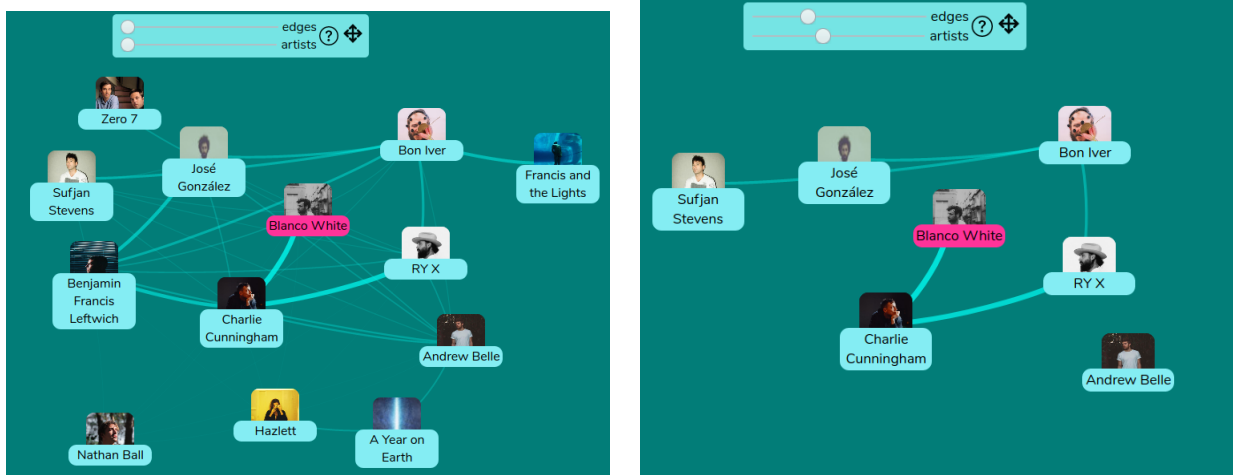 edges
artists
?
Zero 7
José
González
Bon Iver
Francis and
the Lights
Sufjan
Stevens
Blanco White
RY X
Benjamin
Francis
Leftwich
Charlie
Cunningham
Andrew Belle
Hazlett
A Year on
Earth
Nathan Ball
edges
artists
?
Bon Iver
José
González
Sufjan
Stevens
Blanco White
RY X
Charlie
Cunningham
Andrew Belle